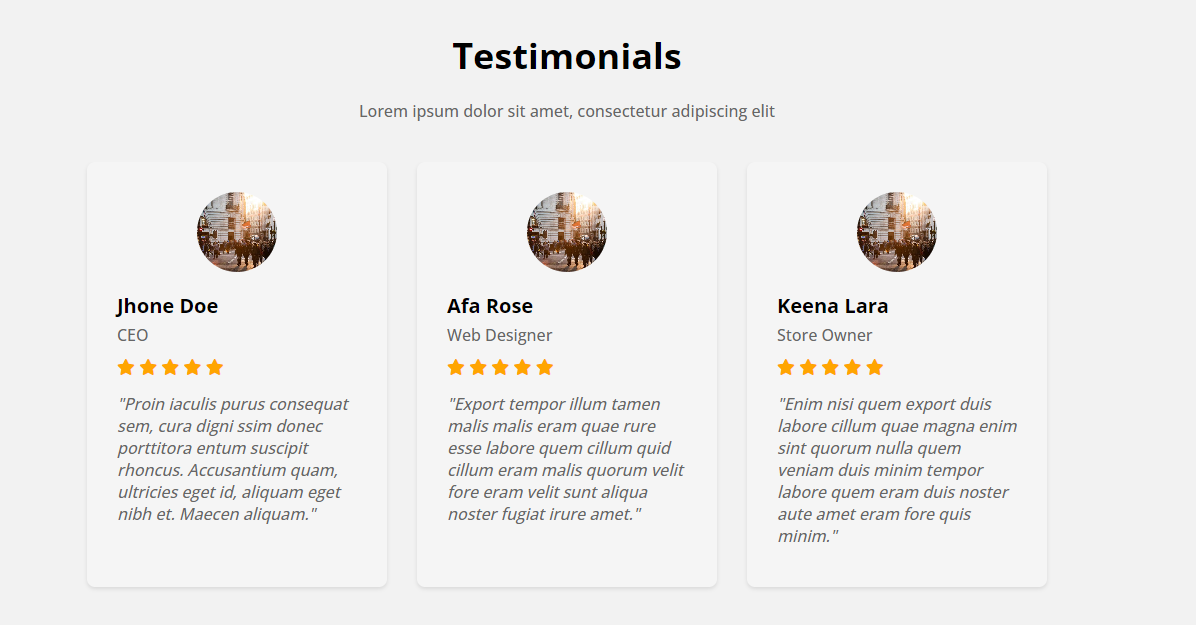 Testimonials
Lorem ipsum dolor sit amet, consectetur adipiscing elit
Jhone Doe
CEO
"Proin iaculis purus consequat
sem, cura digni ssim donec
porttitora entum suscipit
rhoncus. Accusantium quam,
ultricies eget id, aliquam eget
nibh et. Maecen aliquam."
Afa Rose
Web Designer
"Export tempor illum tamen
malis malis eram quae rure
esse labore quem cillum quid
cillum eram malis quorum velit
fore eram velit sunt aliqua
noster fugiat irure amet."
Keena Lara
Store Owner
"Enim nisi quem export duis
labore cillum quae magna enim
sint quorum nulla quem
veniam duis minim tempor
labore quem eram duis noster
aute amet eram fore quis
minim."